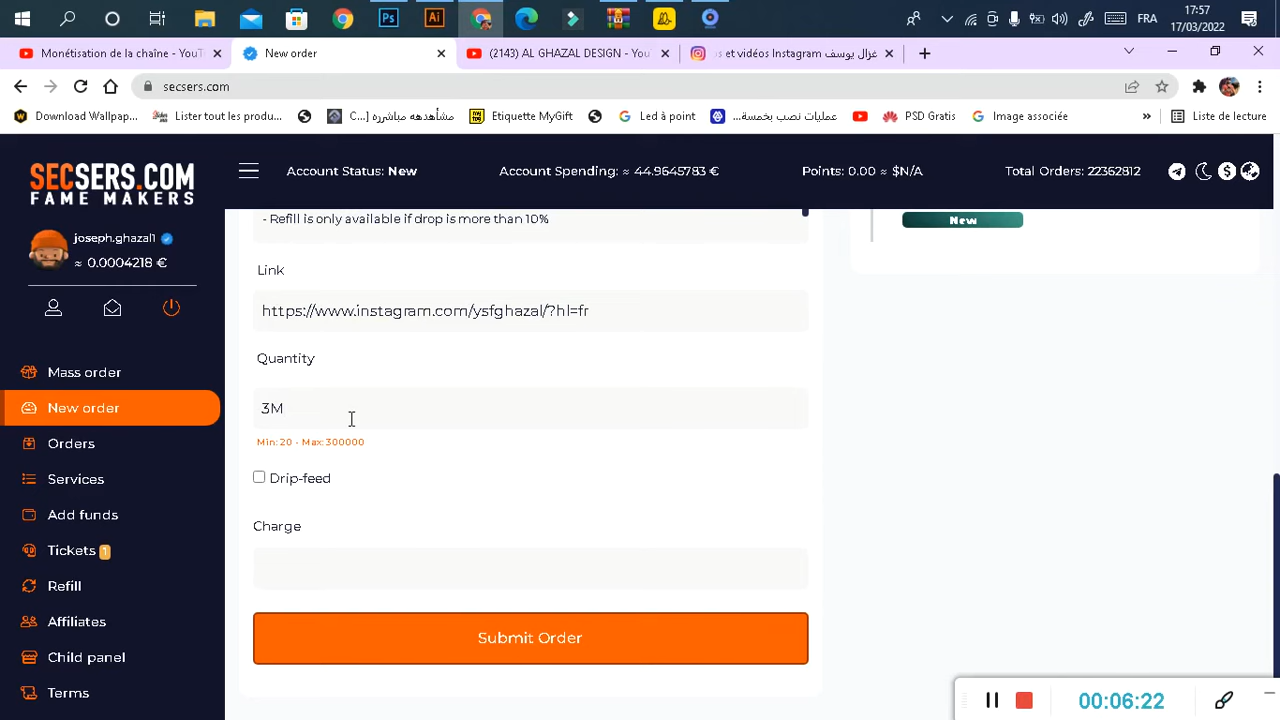 17:57
FRA
17/03/2022
Monétisation de la chaîne - YouT
New order
(2143) AL GHAZAL DESIGN - You
غزال يوسف et vidéos Instagram
secsers.com
Download Wallpap...
Lister tout les produ...
مشأهدهه مباشررة [...C
Etiquette MyGift
Led à point
عمليات نصب بخمسة...
PSD Gratis
Image associée
»
Liste de lecture
SECSERS.COM
FAME MAKERS
Account Status: New
Account Spending: ≈ 44.9645783 €
Points: 0.00 ≈ $N/A
Total Orders: 22362812
joseph.ghazal1
≈ 0.0004218 €
- Refill is only available if drop is more than 10%
New
Link
https://www.instagram.com/ysfghazal/?hl=fr
Quantity
3M
Min: 20 - Max: 300000
Drip-feed
Charge
Submit Order
Mass order
New order
Orders
Services
Add funds
Tickets 1
Refill
Affiliates
Child panel
Terms
00:06:22